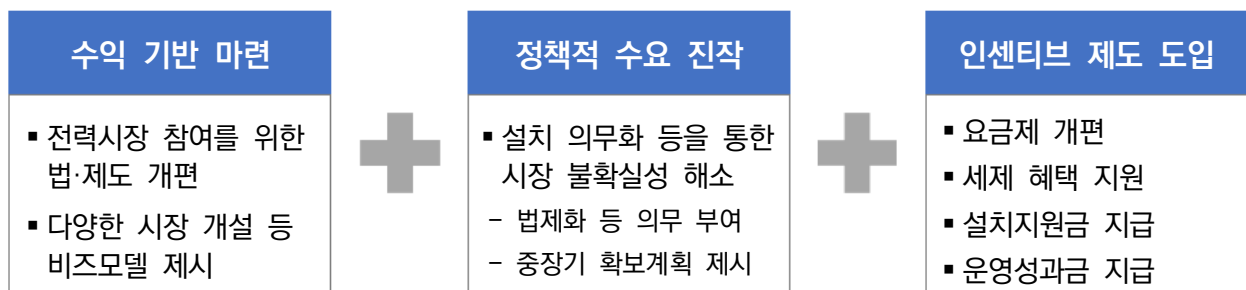 수익 기반 마련
▪ 전력시장 참여를 위한
법·제도 개편
▪ 다양한 시장 개설 등
비즈모델 제시
정책적 수요 진작
▪ 설치 의무화 등을 통한
시장 불확실성 해소
− 법제화 등 의무 부여
− 중장기 확보계획 제시
인센티브 제도 도입
▪ 요금제 개편
▪ 세제 혜택 지원
▪ 설치지원금 지급
▪ 운영성과금 지급